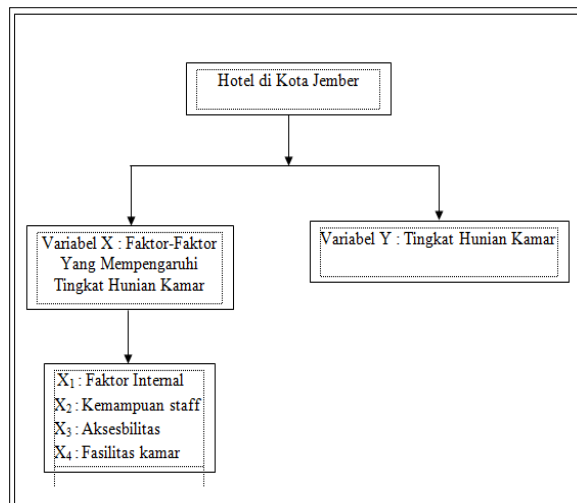 Hotel di Kota Jember
Variabel X : Faktor-Faktor
Yang Mempengaruhi
Tingkat Hunian Kamar
Variabel Y : Tingkat Hunian Kamar
X₁ : Faktor Internal
X₂ : Kemampuan staff
X₃ : Aksesbilitas
X₄ : Fasilitas kamar